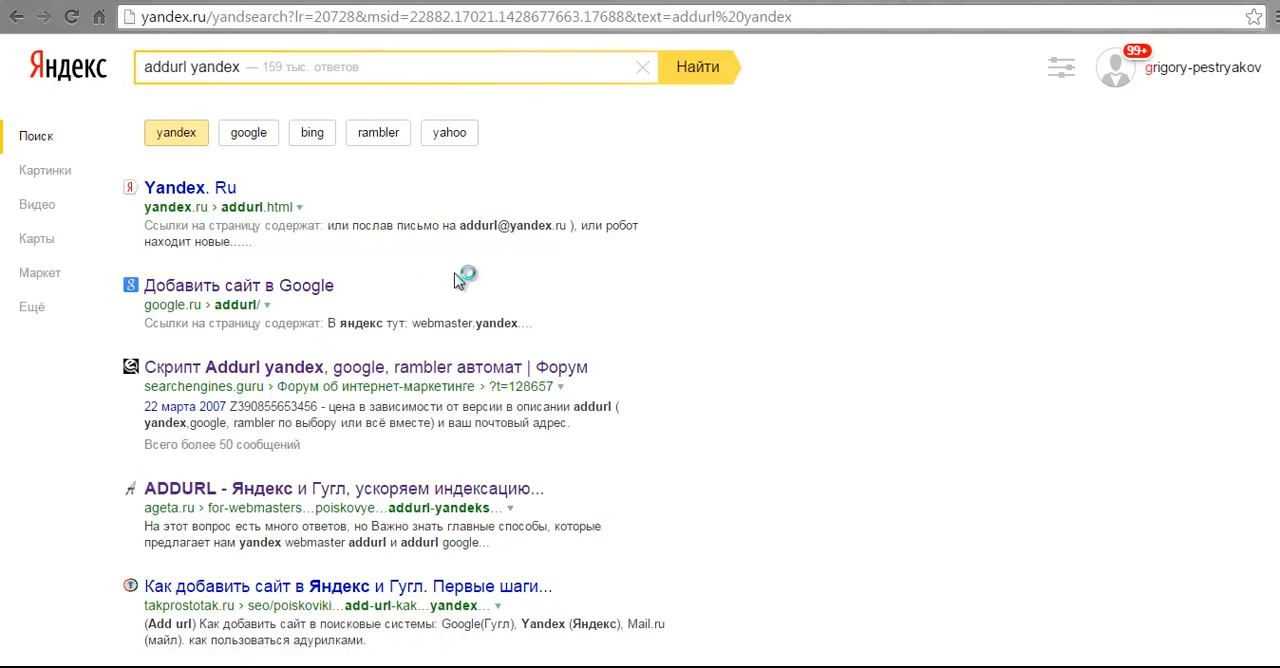 yandex.ru/yandsearch?lr=20728&msid=22882.17021.1428677663.17688&text=addurl%20yandex
Яндекс
addurl yandex — 159 тыс. ответов
Найти
99+
grigory-pestryakov
yandex google bing rambler yahoo
Поиск
Картинки
Видео
Карты
Маркет
Ещё
Yandex. Ru
yandex.ru › addurl.html
Ссылки на страницу содержат: или послав письмо на addurl@yandex.ru ), или робот
находит новые......
Добавить сайт в Google
google.ru › addurl/
Ссылки на страницу содержат: В яндекс тут: webmaster.yandex....
Скрипт Addurl yandex, google, rambler автомат | Форум
searchengines.guru › Форум об интернет-маркетинге › ?t=128657
22 марта 2007 Z390855653456 - цена в зависимости от версии в описании addurl (
yandex,google, rambler по выбору или всё вместе) и ваш почтовый адрес.
Всего более 50 сообщений
ADDURL - Яндекс и Гугл, ускоряем индексацию...
ageta.ru › for-webmasters...poiskovye...addurl-yandeks...
На этот вопрос есть много ответов, но Важно знать главные способы, которые
предлагает нам yandex webmaster addurl и addurl google...
Как добавить сайт в Яндекс и Гугл. Первые шаги...
takprostotak.ru › seo/poiskoviki...add-url-kak...yandex...
(Add url) Как добавить сайт в поисковые системы: Google(Гугл), Yandex (Яндекс), Mail.ru
(майл). как пользоваться адурилками.